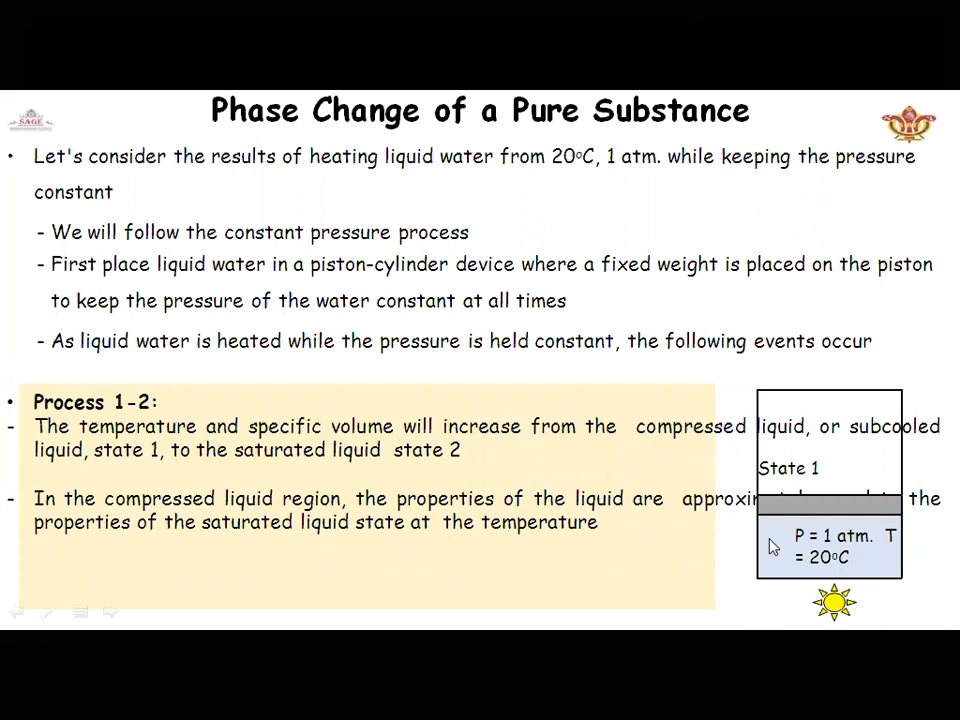 Phase Change of a Pure Substance
SAGE
• Let's consider the results of heating liquid water from 20ºC, 1 atm. while keeping the pressure
constant
- We will follow the constant pressure process
- First place liquid water in a piston-cylinder device where a fixed weight is placed on the piston
to keep the pressure of the water constant at all times
- As liquid water is heated while the pressure is held constant, the following events occur
• Process 1-2:
- The temperature and specific volume will increase from the compressed liquid, or subcooled
liquid, state 1, to the saturated liquid state 2
- In the compressed liquid region, the properties of the liquid are the
properties of the saturated liquid state at the temperature
State 1
P = 1 atm. T
= 20ºC